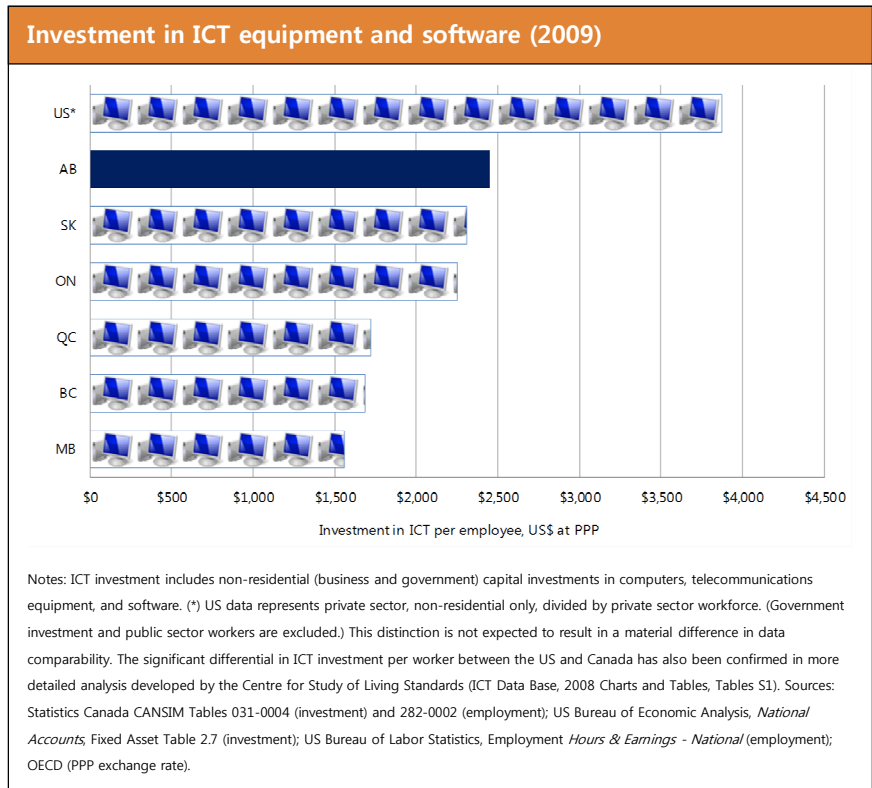 Investment in ICT equipment and software (2009)
US*
AB
SK
ON
QC
BC
MB
$0 $500 $1,000 $1,500 $2,000 $2,500 $3,000 $3,500 $4,000 $4,500
Investment in ICT per employee, US$ at PPP
Notes: ICT investment includes non-residential (business and government) capital investments in computers, telecommunications
equipment, and software. (*) US data represents private sector, non-residential only, divided by private sector workforce. (Government
investment and public sector workers are excluded.) This distinction is not expected to result in a material difference in data
comparability. The significant differential in ICT investment per worker between the US and Canada has also been confirmed in more
detailed analysis developed by the Centre for Study of Living Standards (ICT Data Base, 2008 Charts and Tables, Tables S1). Sources:
Statistics Canada CANSIM Tables 031-0004 (investment) and 282-0002 (employment); US Bureau of Economic Analysis, National
Accounts, Fixed Asset Table 2.7 (investment); US Bureau of Labor Statistics, Employment Hours & Earnings - National (employment);
OECD (PPP exchange rate).